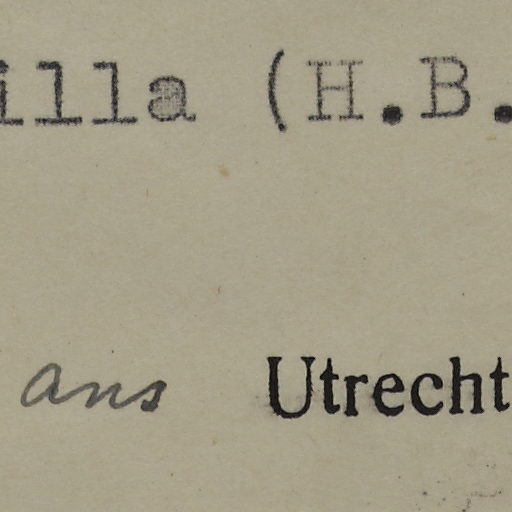 illa (H.B.
ans Utrecht